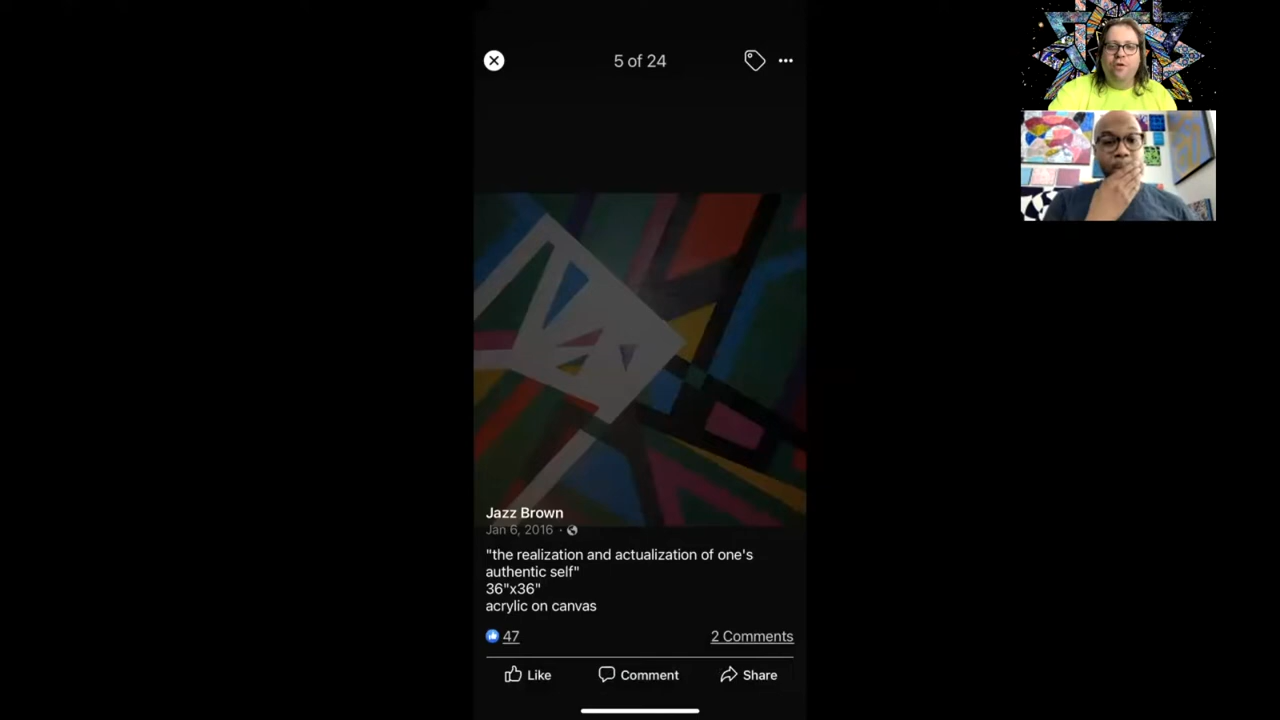 5 of 24
Jazz Brown
Jan 6, 2016 ·
"the realization and actualization of one's
authentic self"
36"x36"
acrylic on canvas
47
2 Comments
Like
Comment
Share